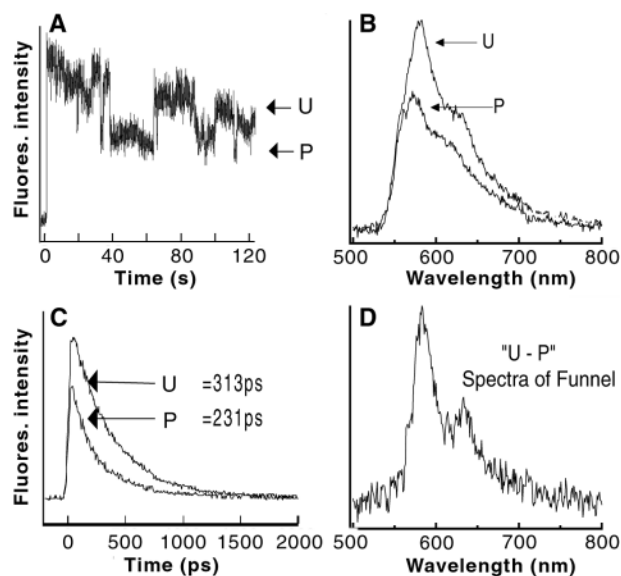 A
Fluores. intensity
U
P
0 40 80 120
Time (s)
B
U
P
500 600 700 800
Wavelength (nm)
C
Fluores. intensity
U =313ps
P =231ps
0 500 1000 1500 2000
Time (ps)
D
"U - P"
Spectra of Funnel
500 600 700 800
Wavelength (nm)